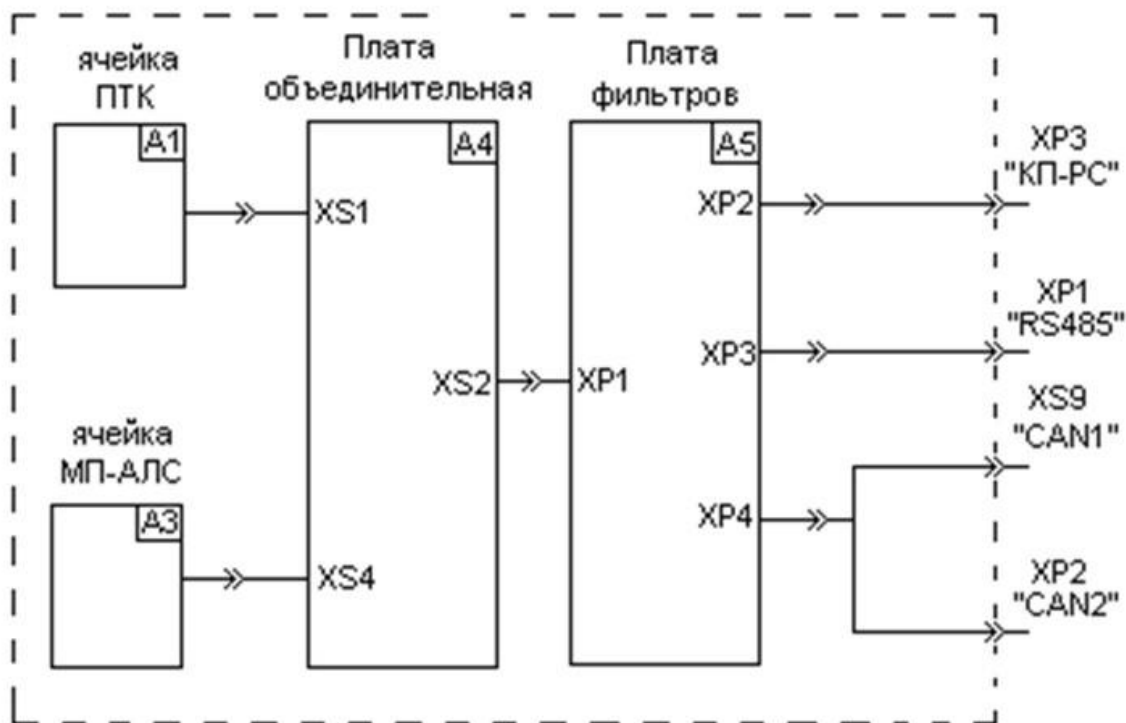 ячейка
ПТК
A1
Плата
объединительная
A4
XS1
XS2
XS4
Плата
фильтров
A5
XP1
XP2
XP3
XP4
ячейка
МП-АЛС
A3
XP3
"КП-РС"
XP1
"RS485"
XS9
"CAN1"
XP2
"CAN2"